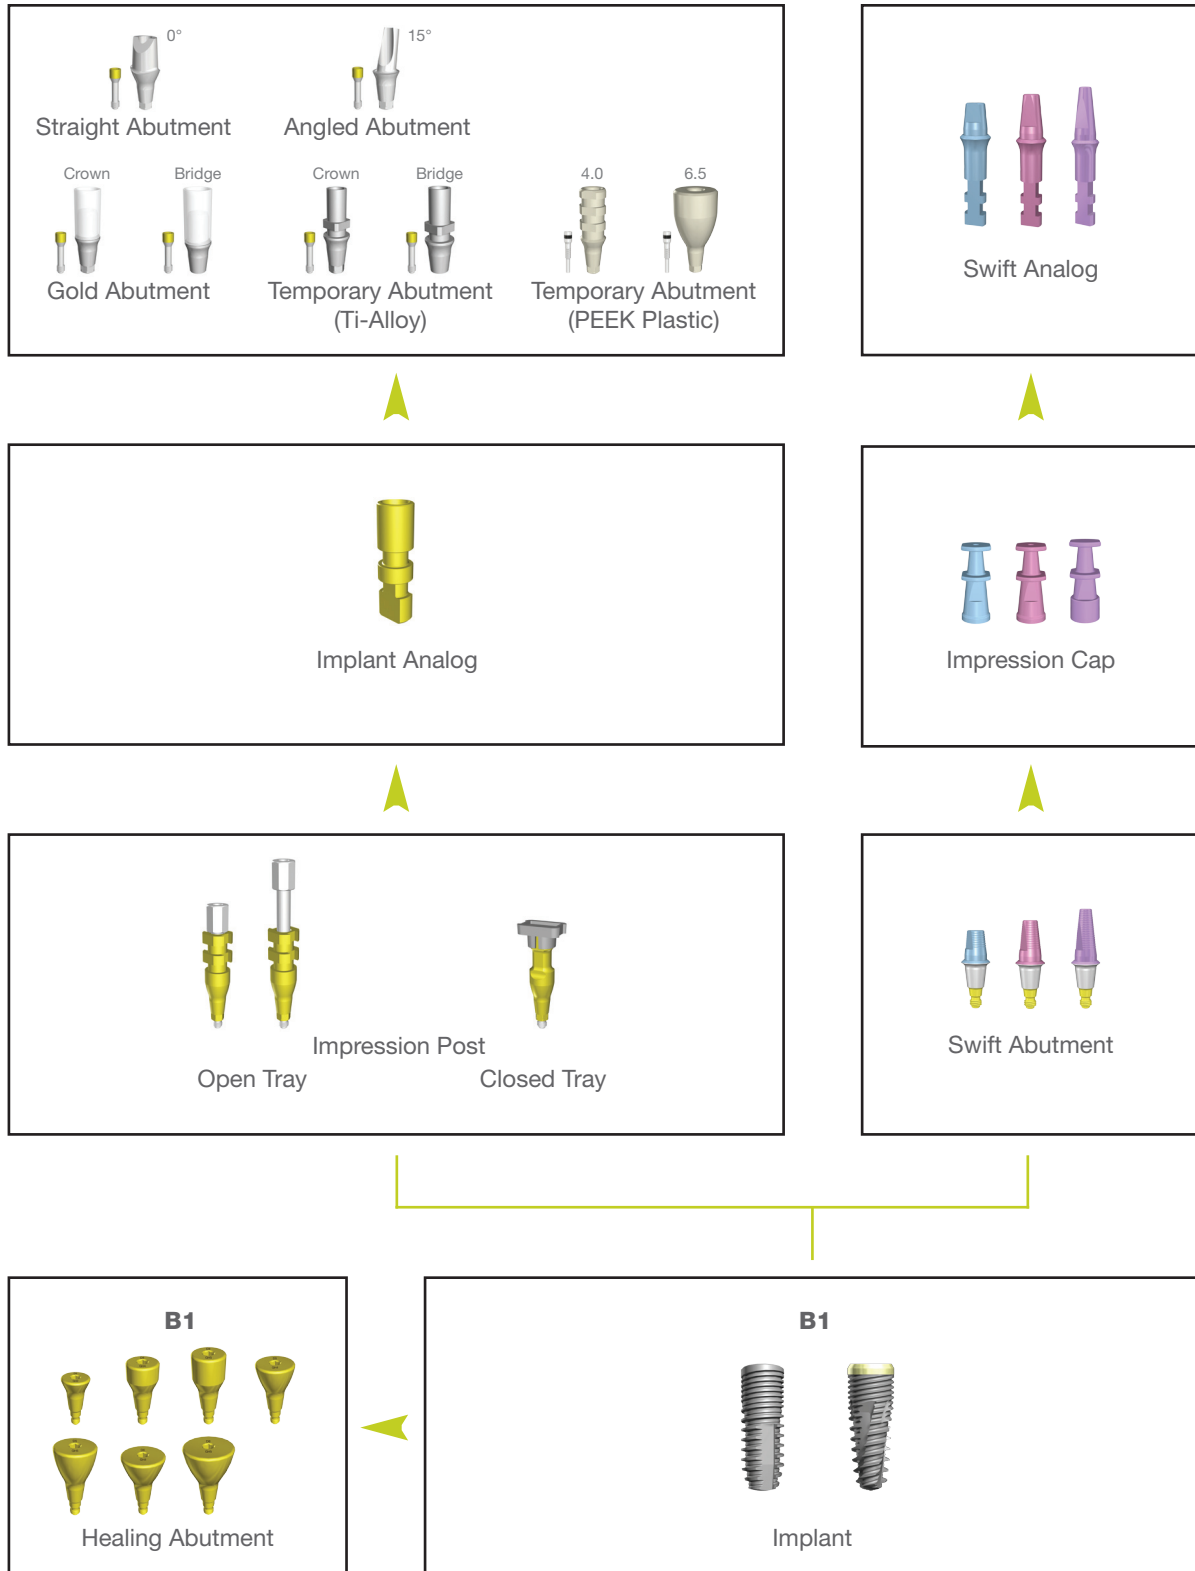 0°
15°
Straight Abutment
Angled Abutment
Crown
Bridge
Crown
Bridge
4.0
6.5
Gold Abutment
Temporary Abutment
(Ti-Alloy)
Temporary Abutment
(PEEK Plastic)
Swift Analog
Implant Analog
Impression Cap
Impression Post
Open Tray
Closed Tray
Swift Abutment
B1
Healing Abutment
B1
Implant